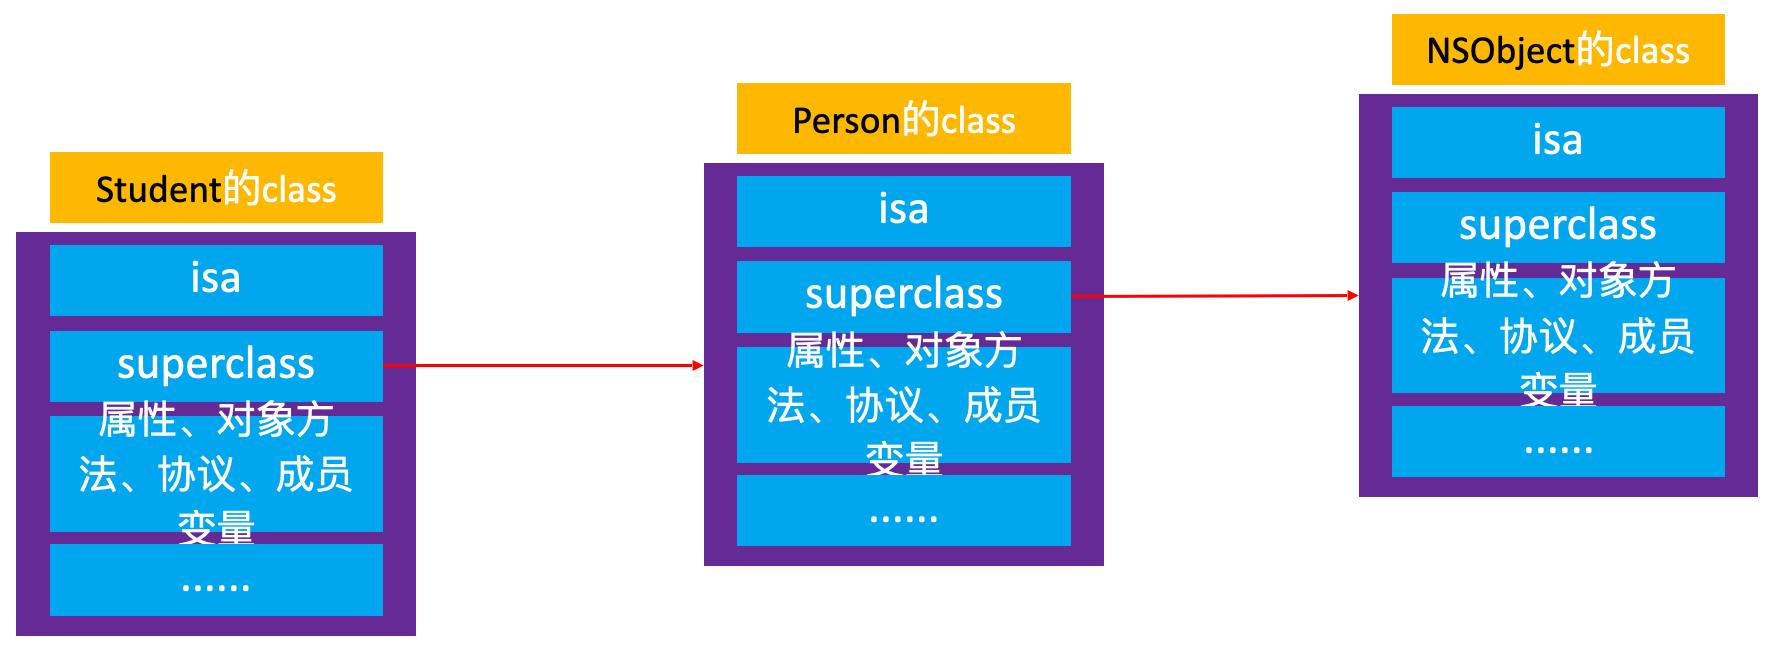 Student的class
isa
superclass
属性、对象方
法、协议、成员
变量
......
Person的class
isa
superclass
属性、对象方
法、协议、成员
变量
......
NSObject的class
isa
superclass
属性、对象方
法、协议、成员
变量
......